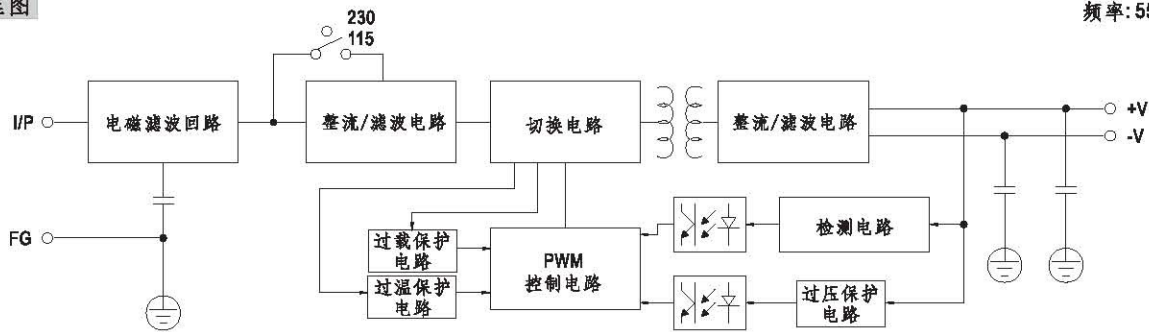 图
频率: 55
230
115
I/P
电磁滤波回路
整流/滤波电路
切换电路
整流/滤波电路
+V
-V
FG
过载保护
电路
PWM
控制电路
检测电路
过温保护
电路
过压保护
电路